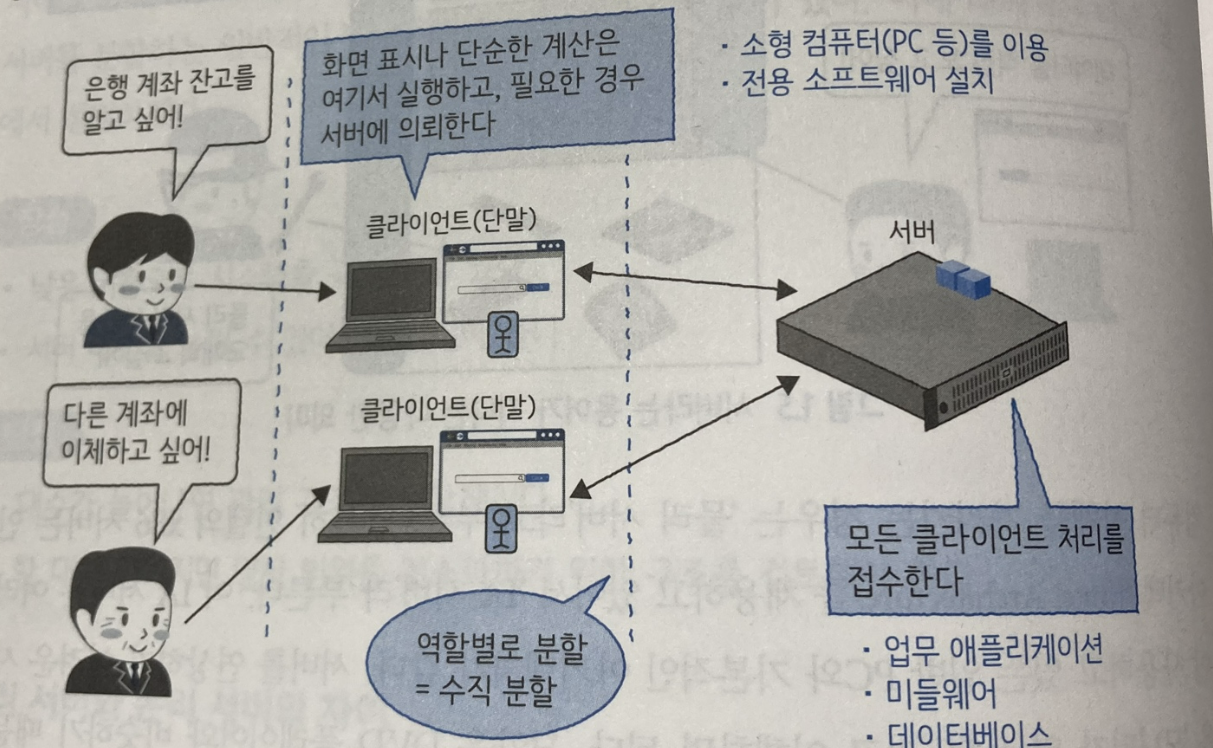 은행 계좌 잔고를
알고 싶어!
화면 표시나 단순한 계산은
여기서 실행하고, 필요한 경우
서버에 의뢰한다
· 소형 컴퓨터(PC 등)를 이용
· 전용 소프트웨어 설치
클라이언트(단말)
서버
다른 계좌에
이체하고 싶어!
클라이언트(단말)
모든 클라이언트 처리를
접수한다
역할별로 분할
= 수직 분할
· 업무 애플리케이션
· 미들웨어
· 데이터베이스